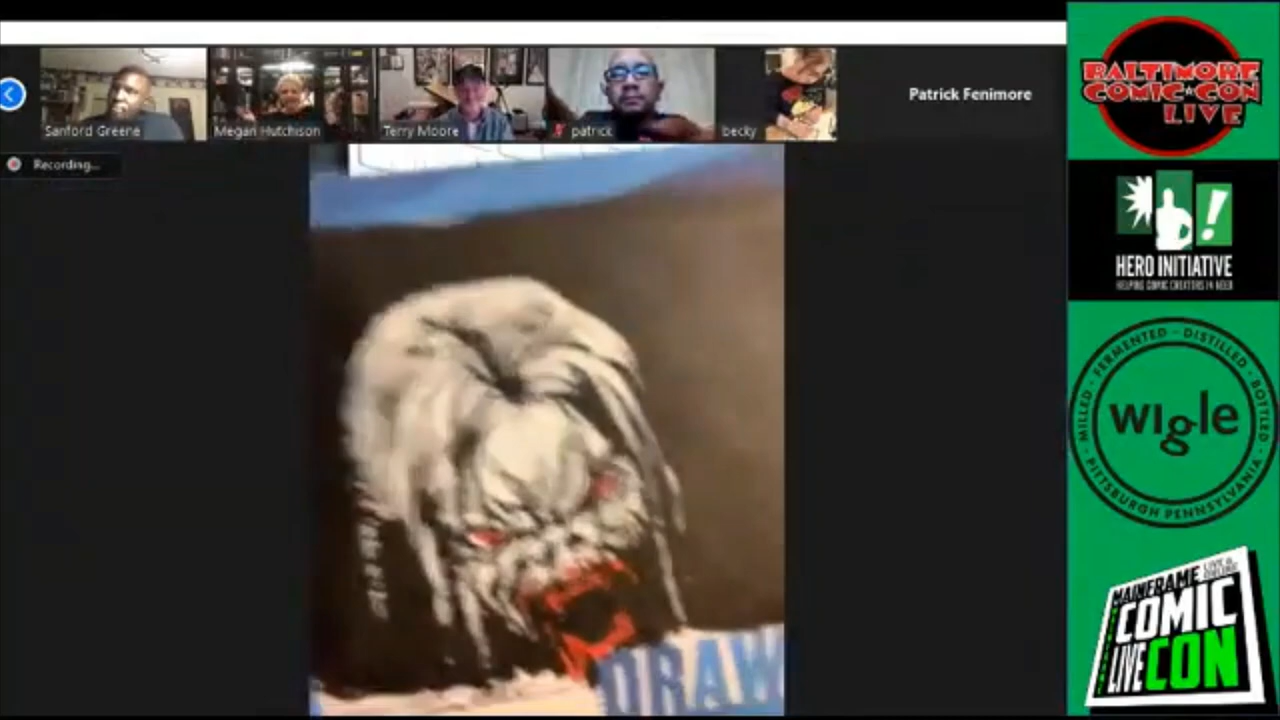 Sanford Greene
Megan Hutchison
Terry Moore
patrick
becky
Patrick Fenimore
Recording...
DRAW
BALTIMORE
COMIC-CON
LIVE
HERO INITIATIVE
HELPING COMIC CREATORS IN NEED
MILLED · FERMENTED · DISTILLED · BOTTLED
wigle
PITTSBURGH PENNSYLVANIA
MAINFRAME
COMIC
LIVE CON